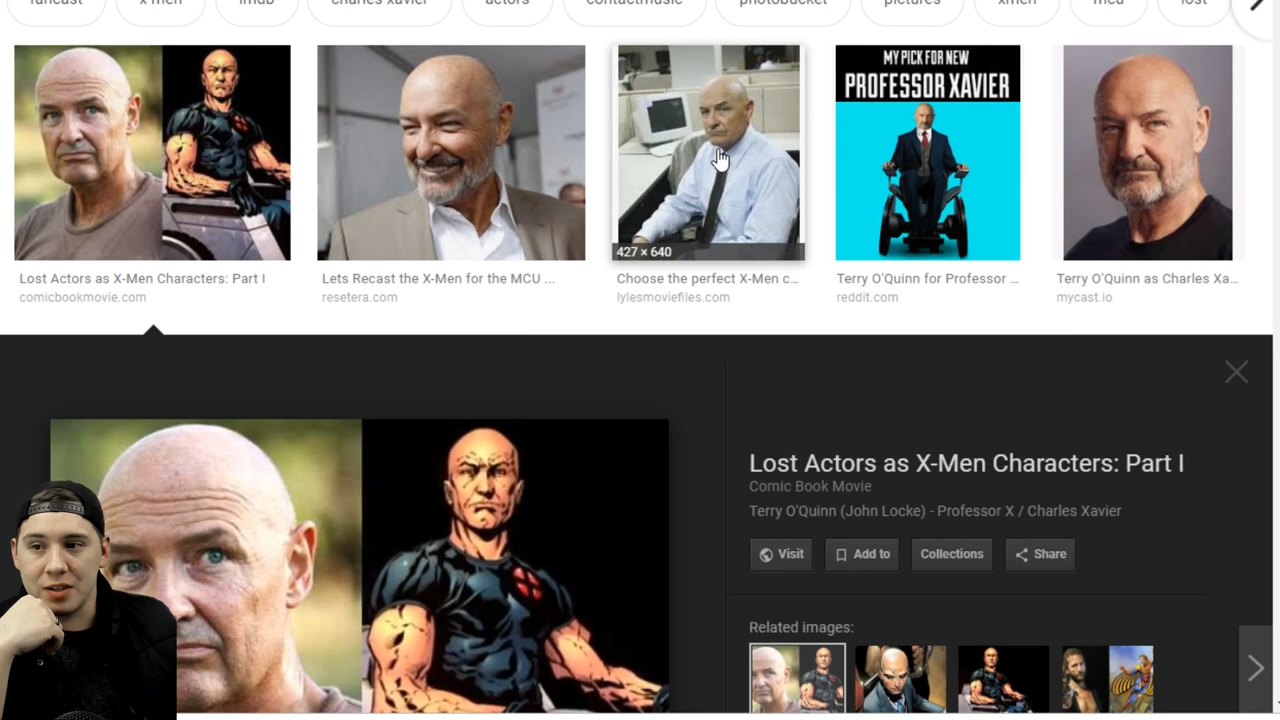 fancast
x men
imdb
charles xavier
actors
contactmusic
photobucket
pictures
xmen
mcu
lost
MY PICK FOR NEW
PROFESSOR XAVIER
427 × 640
Lost Actors as X-Men Characters: Part I
comicbookmovie.com
Lets Recast the X-Men for the MCU ...
resetera.com
Choose the perfect X-Men c...
lylesmoviefiles.com
Terry O'Quinn for Professor ...
reddit.com
Terry O'Quinn as Charles Xa...
mycast.io
Lost Actors as X-Men Characters: Part I
Comic Book Movie
Terry O'Quinn (John Locke) - Professor X / Charles Xavier
Visit
Add to
Collections
Share
Related images: